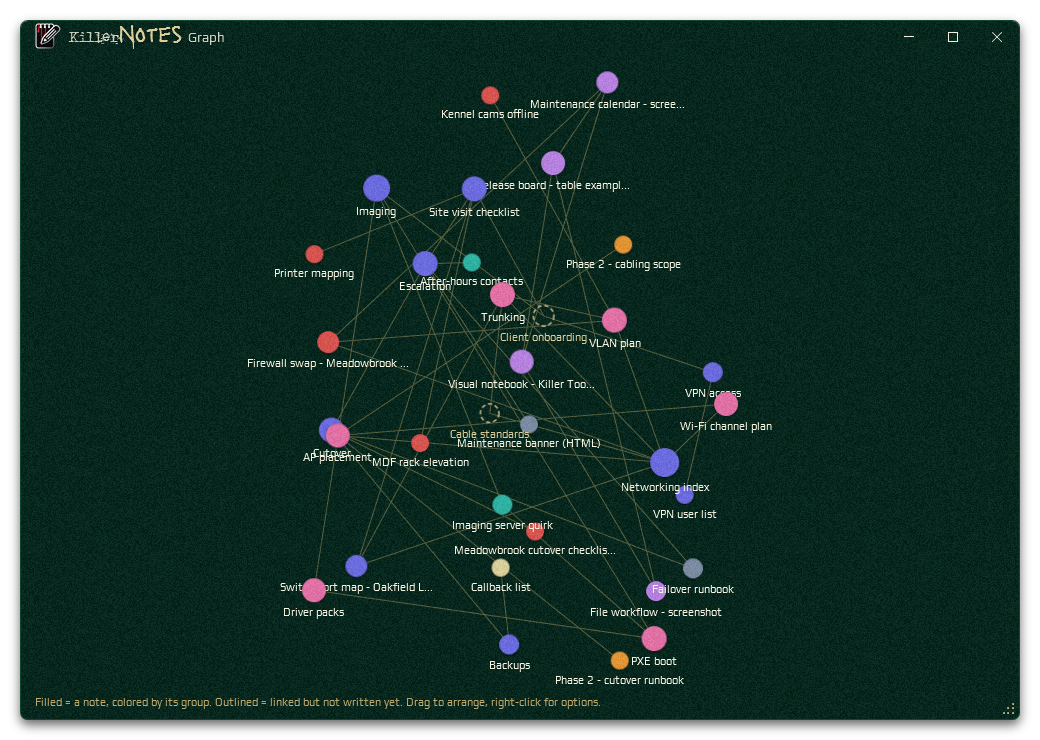 KillerNOTES Graph
Kennel cams offline
Maintenance calendar - scree...
elease board - table exampl...
Imaging
Site visit checklist
Printer mapping
Phase 2 - cabling scope
After-hours contacts
Escalation
Trunking
Client onboarding
VLAN plan
Firewall swap - Meadowbrook ...
Visual notebook - Killer Too...
VPN access
Wi-Fi channel plan
Cable standards
Maintenance banner (HTML)
Cutover
AP placement
MDF rack elevation
Networking index
VPN user list
Imaging server quirk
Meadowbrook cutover checklis...
Switchport map - Oakfield L...
Callback list
Failover runbook
Driver packs
File workflow - screenshot
Backups
PXE boot
Phase 2 - cutover runbook
Filled = a note, colored by its group. Outlined = linked but not written yet. Drag to arrange, right-click for options.